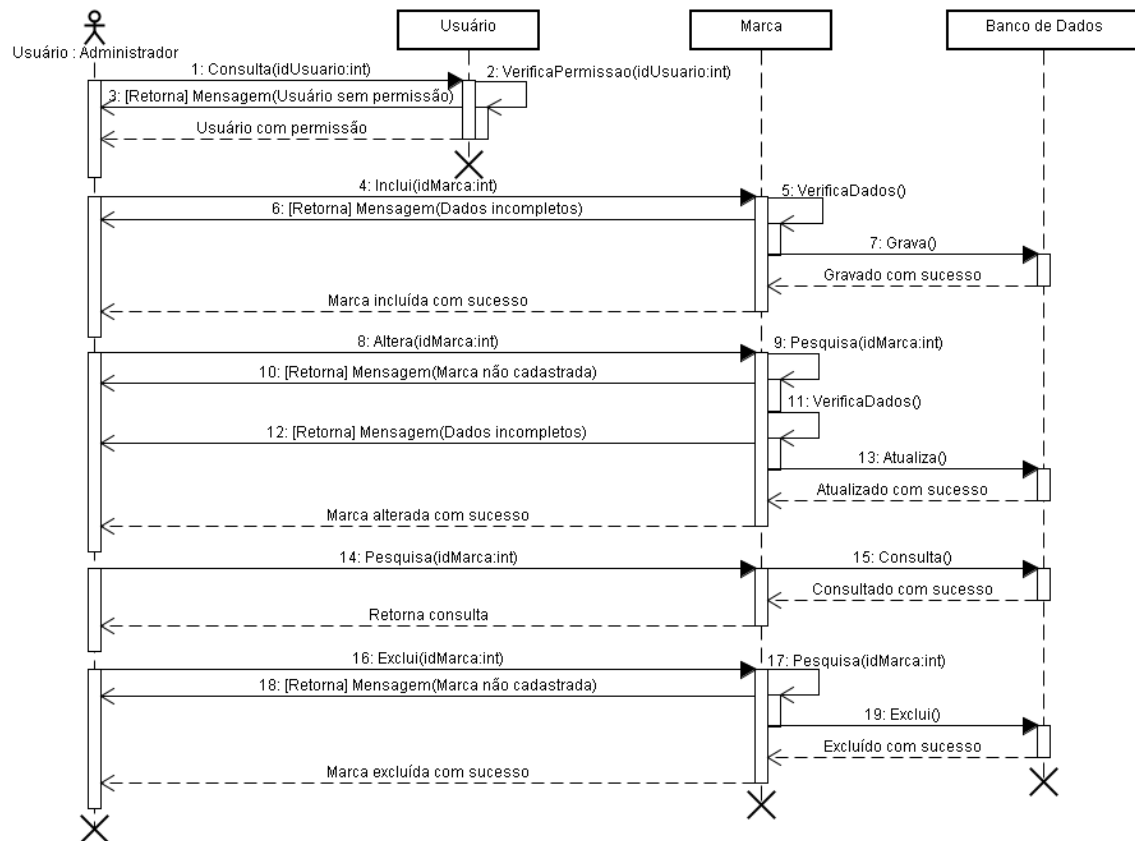 Usuário
Marca
Banco de Dados
Usuário : Administrador
1: Consulta(idUsuario:int)
2: VerificaPermissao(idUsuario:int)
3: [Retorna] Mensagem(Usuário sem permissão)
Usuário com permissão
4: Inclui(idMarca:int)
5: VerificaDados()
6: [Retorna] Mensagem(Dados incompletos)
7: Grava()
Gravado com sucesso
Marca incluída com sucesso
8: Altera(idMarca:int)
9: Pesquisa(idMarca:int)
10: [Retorna] Mensagem(Marca não cadastrada)
11: VerificaDados()
12: [Retorna] Mensagem(Dados incompletos)
13: Atualiza()
Atualizado com sucesso
Marca alterada com sucesso
14: Pesquisa(idMarca:int)
15: Consulta()
Consultado com sucesso
Retorna consulta
16: Exclui(idMarca:int)
17: Pesquisa(idMarca:int)
18: [Retorna] Mensagem(Marca não cadastrada)
19: Exclui()
Excluído com sucesso
Marca excluída com sucesso